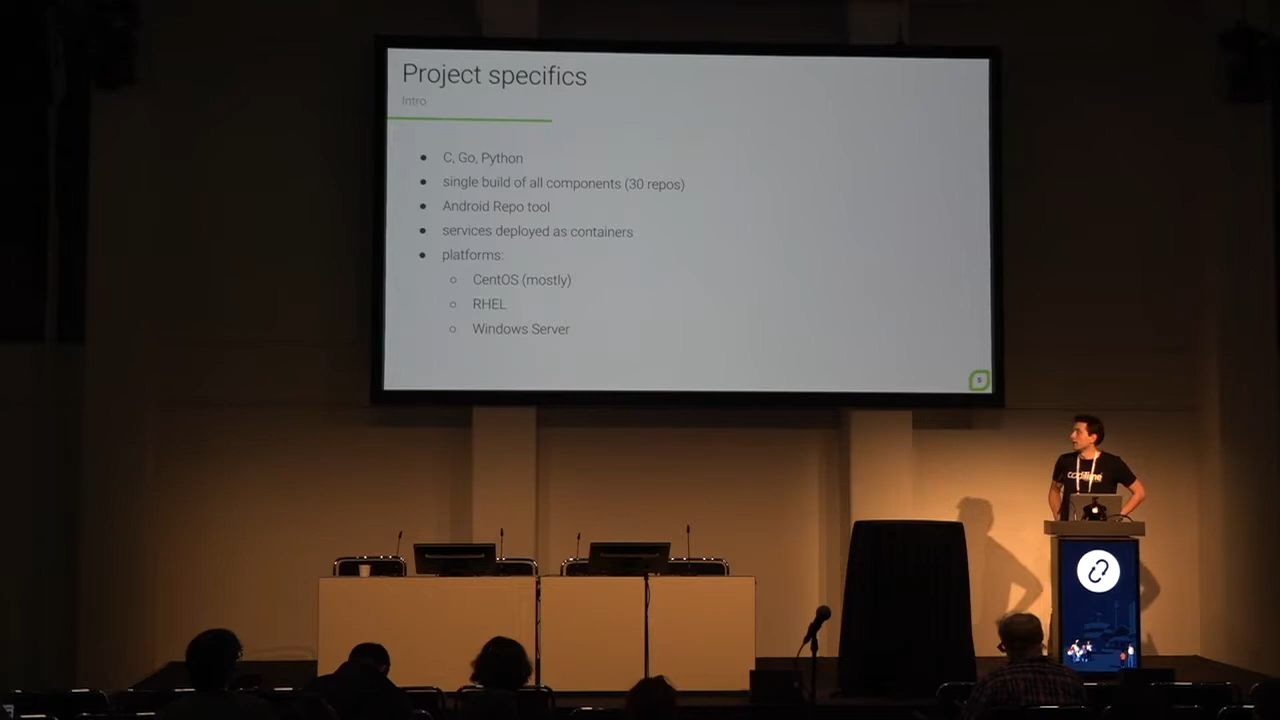 Project specifics
Intro
C, Go, Python
single build of all components (30 repos)
Android Repo tool
services deployed as containers
platforms:
CentOS (mostly)
RHEL
Windows Server
5